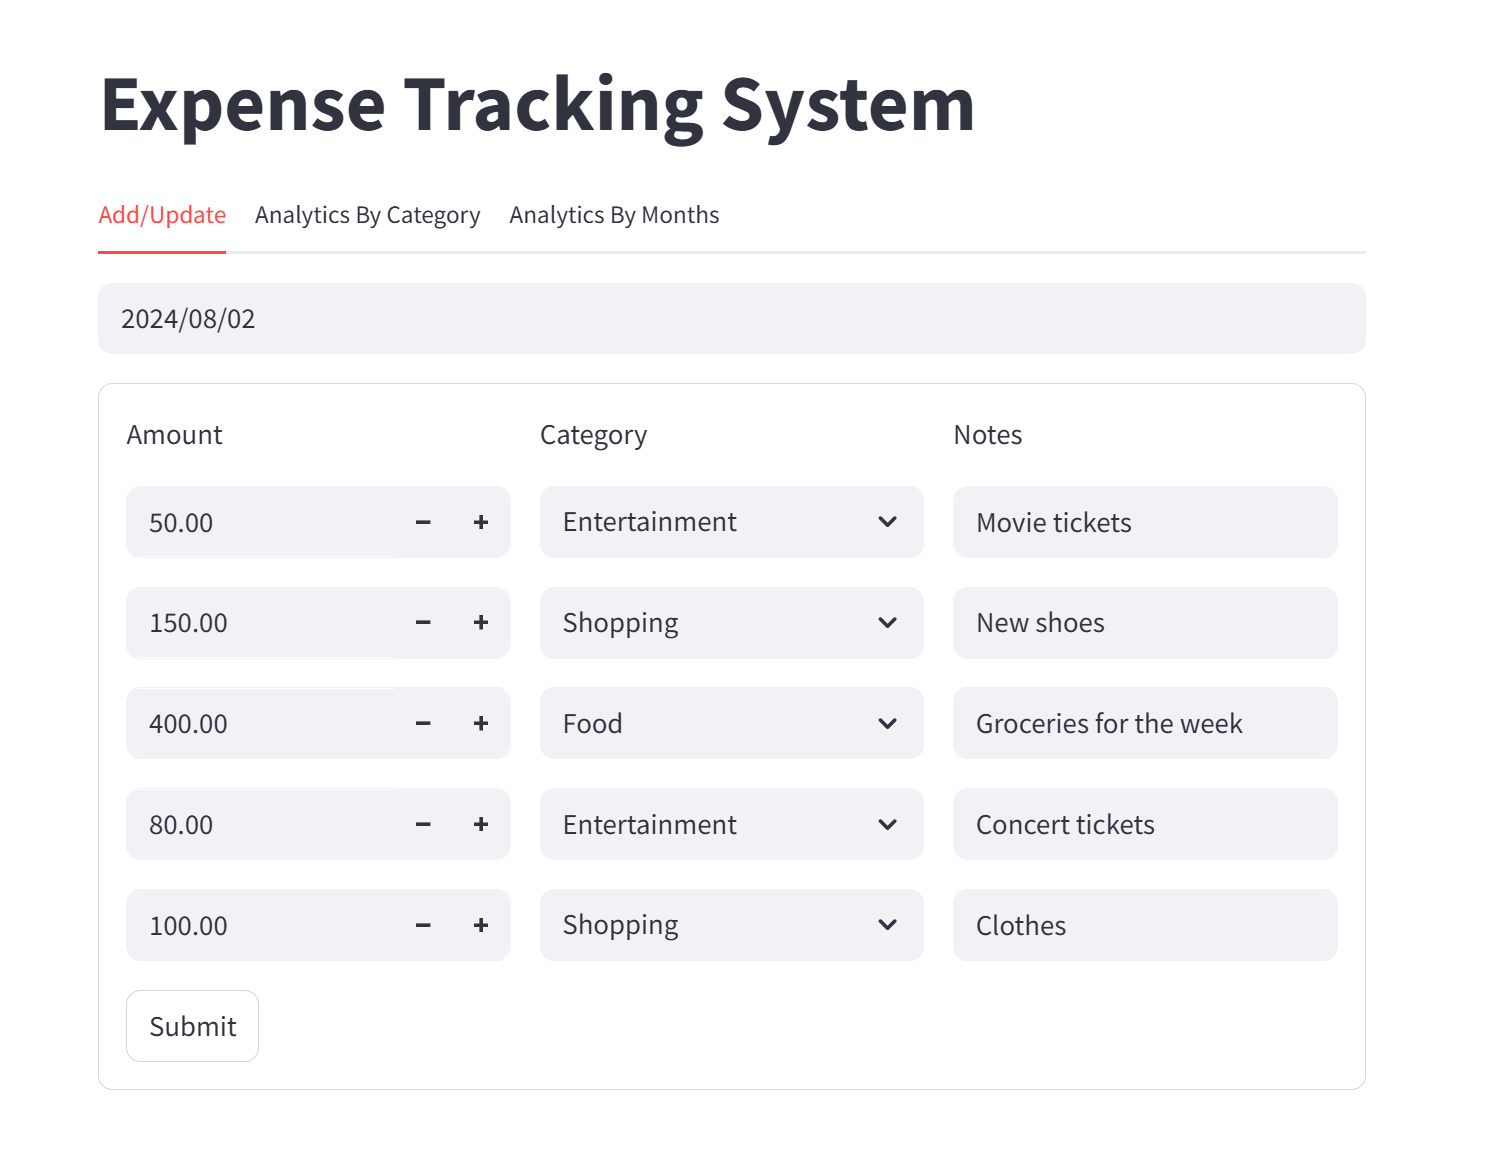 Expense Tracking System
Add/Update Analytics By Category Analytics By Months
2024/08/02
Amount Category Notes
50.00 − + Entertainment Movie tickets
150.00 − + Shopping New shoes
400.00 − + Food Groceries for the week
80.00 − + Entertainment Concert tickets
100.00 − + Shopping Clothes
Submit